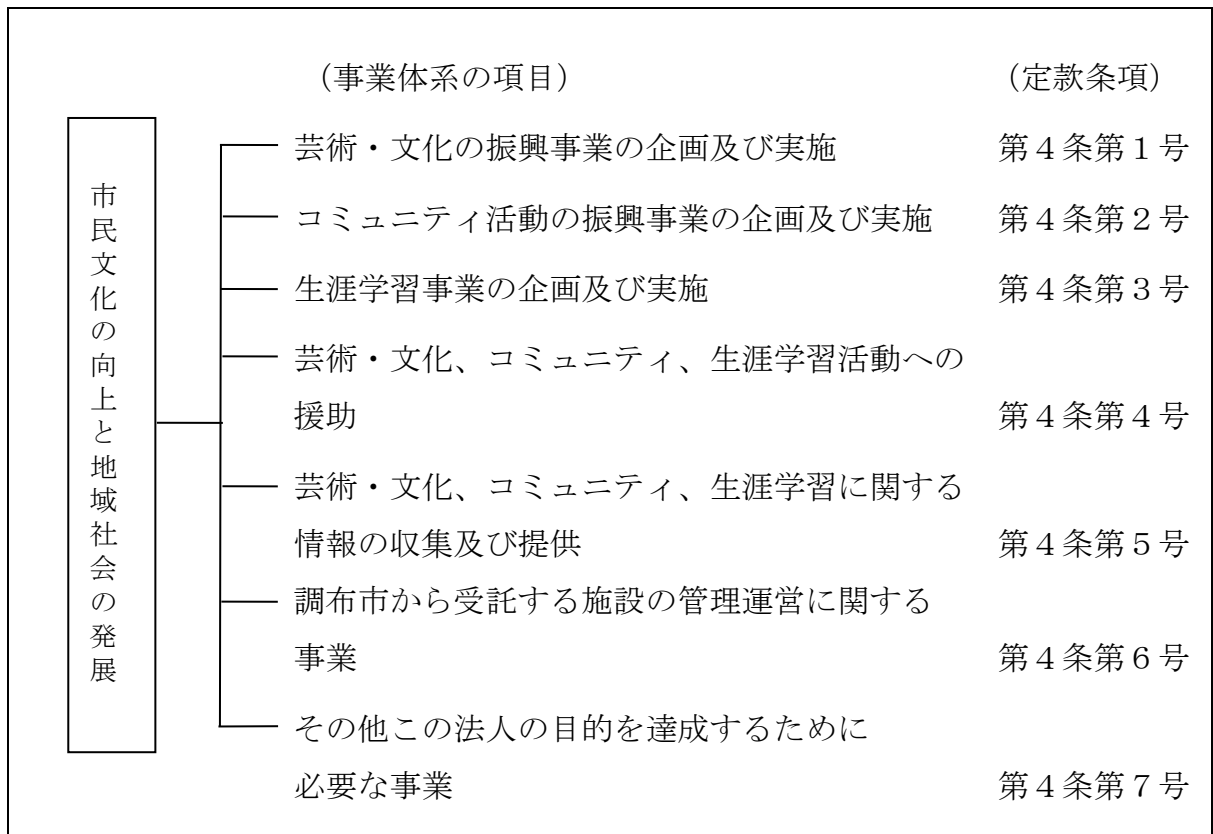 （事業体系の項目） （定款条項）
市民文化の向上と地域社会の発展
芸術・文化の振興事業の企画及び実施 第４条第１号
コミュニティ活動の振興事業の企画及び実施 第４条第２号
生涯学習事業の企画及び実施 第４条第３号
芸術・文化、コミュニティ、生涯学習活動への
援助 第４条第４号
芸術・文化、コミュニティ、生涯学習に関する
情報の収集及び提供 第４条第５号
調布市から受託する施設の管理運営に関する
事業 第４条第６号
その他この法人の目的を達成するために
必要な事業 第４条第７号